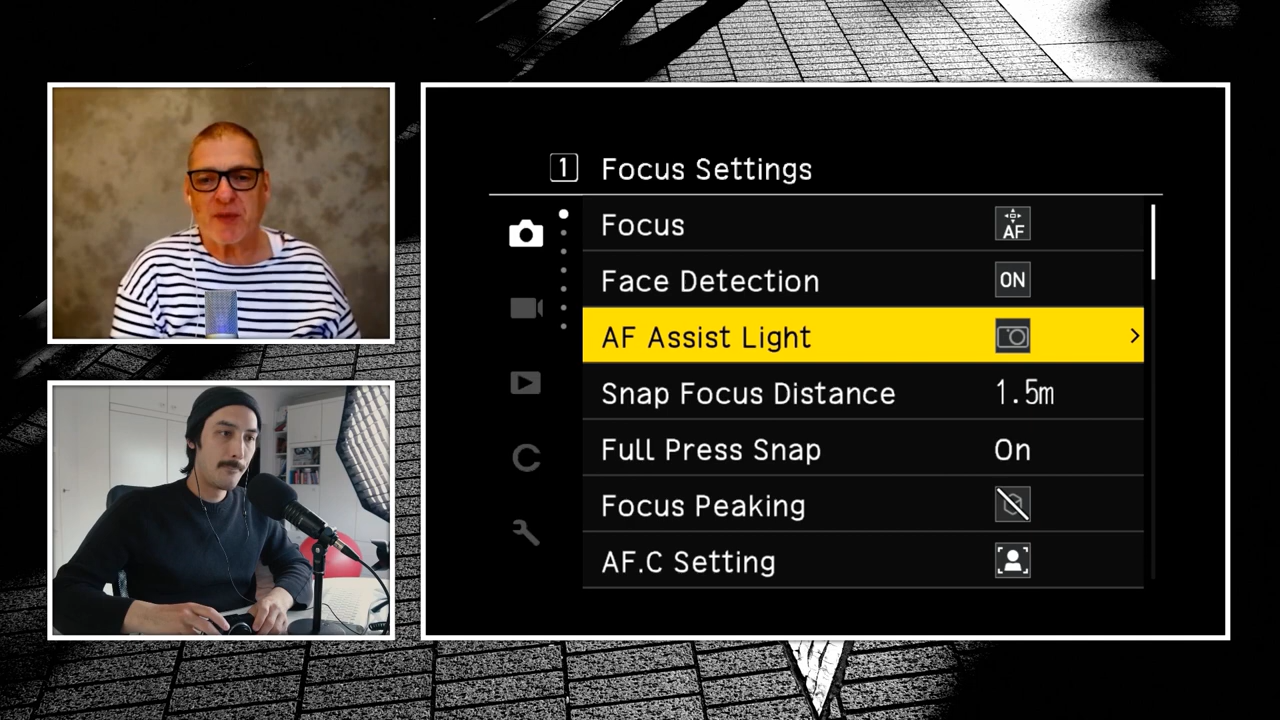 1 Focus Settings
Focus AF
Face Detection ON
AF Assist Light
Snap Focus Distance 1.5m
Full Press Snap On
Focus Peaking
AF.C Setting
C